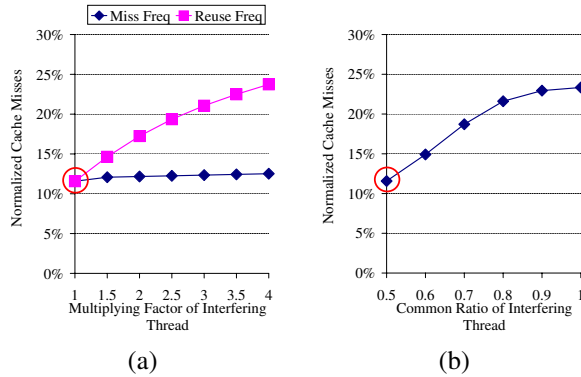 Miss Freq Reuse Freq
Normalized Cache Misses
30%
25%
20%
15%
10%
5%
0%
1 1.5 2 2.5 3 3.5 4
Multiplying Factor of Interfering
Thread
(a)
Normalized Cache Misses
30%
25%
20%
15%
10%
5%
0%
0.5 0.6 0.7 0.8 0.9 1
Common Ratio of Interfering
Thread
(b)